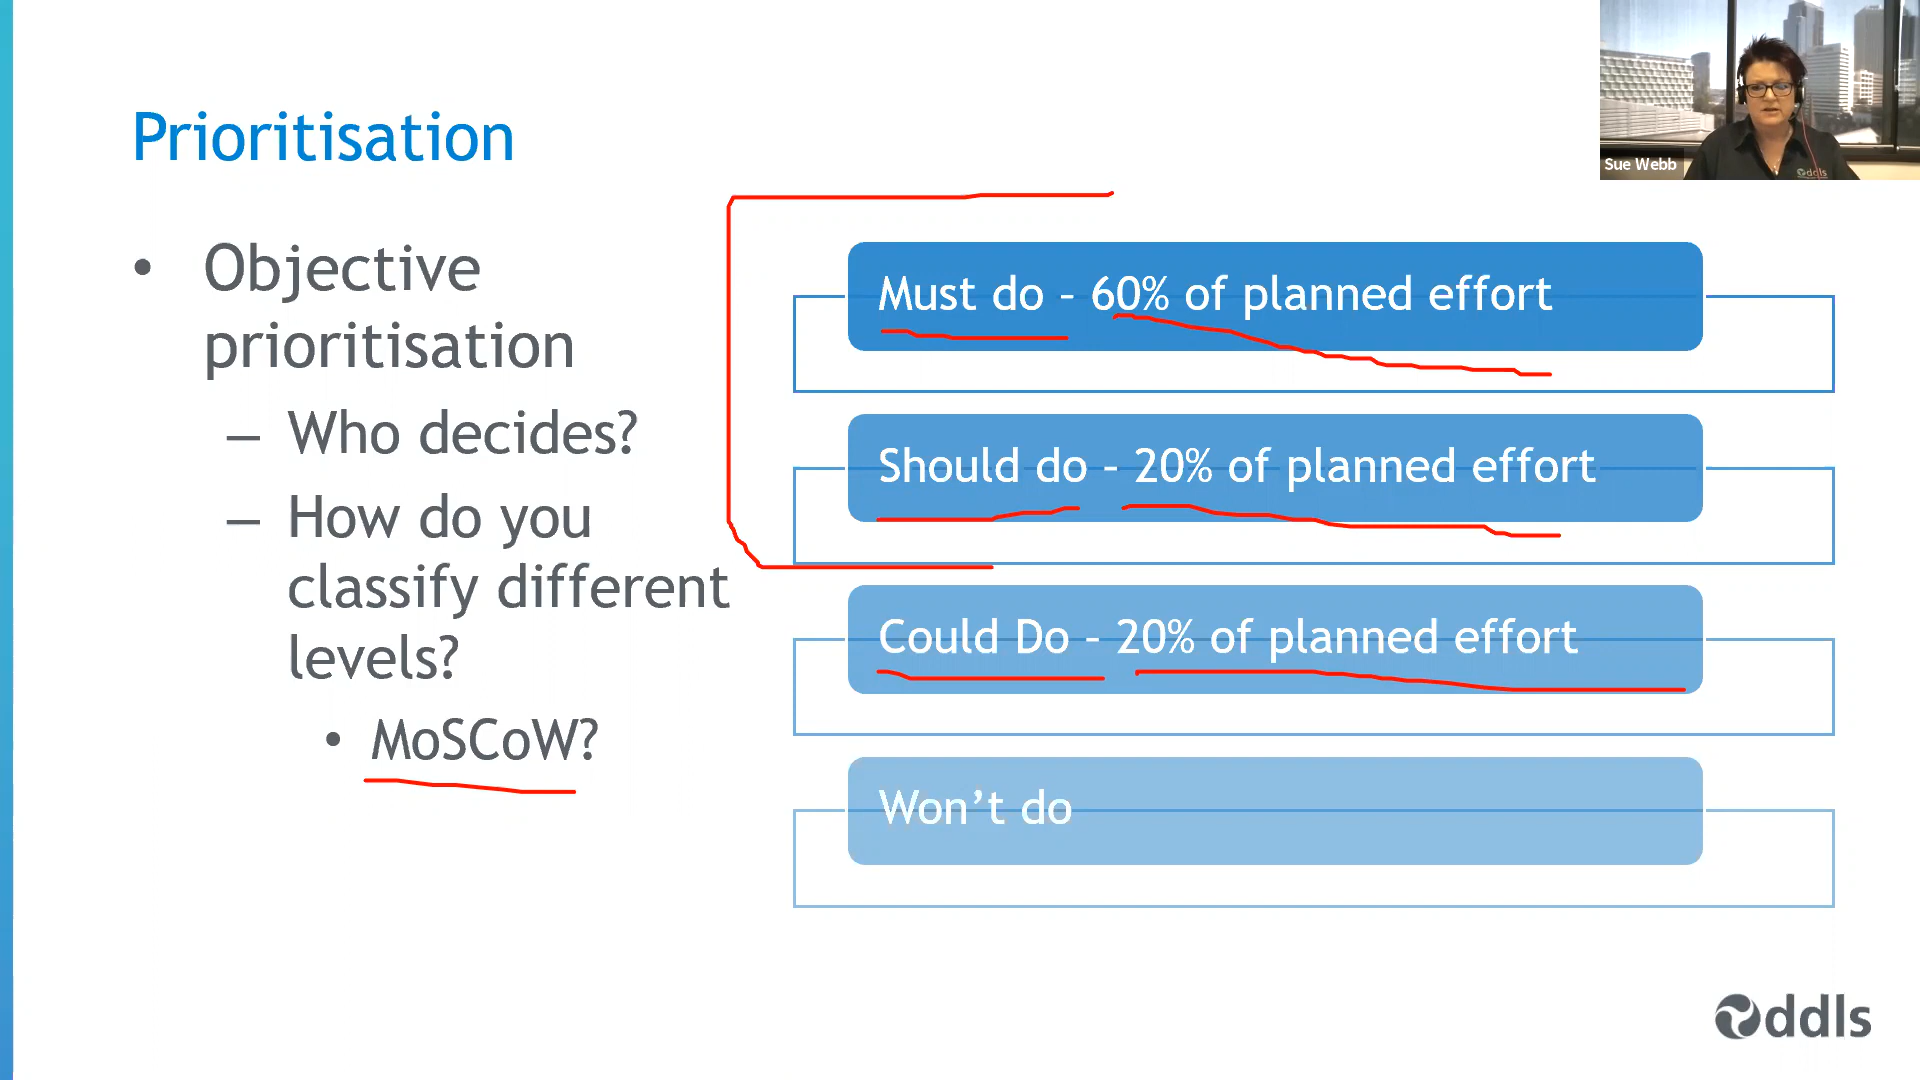 Prioritisation
• Objective
prioritisation
– Who decides?
– How do you
classify different
levels?
• MoSCoW?
Must do – 60% of planned effort
Should do – 20% of planned effort
Could Do – 20% of planned effort
Won’t do
Sue Webb
ddls
ddls